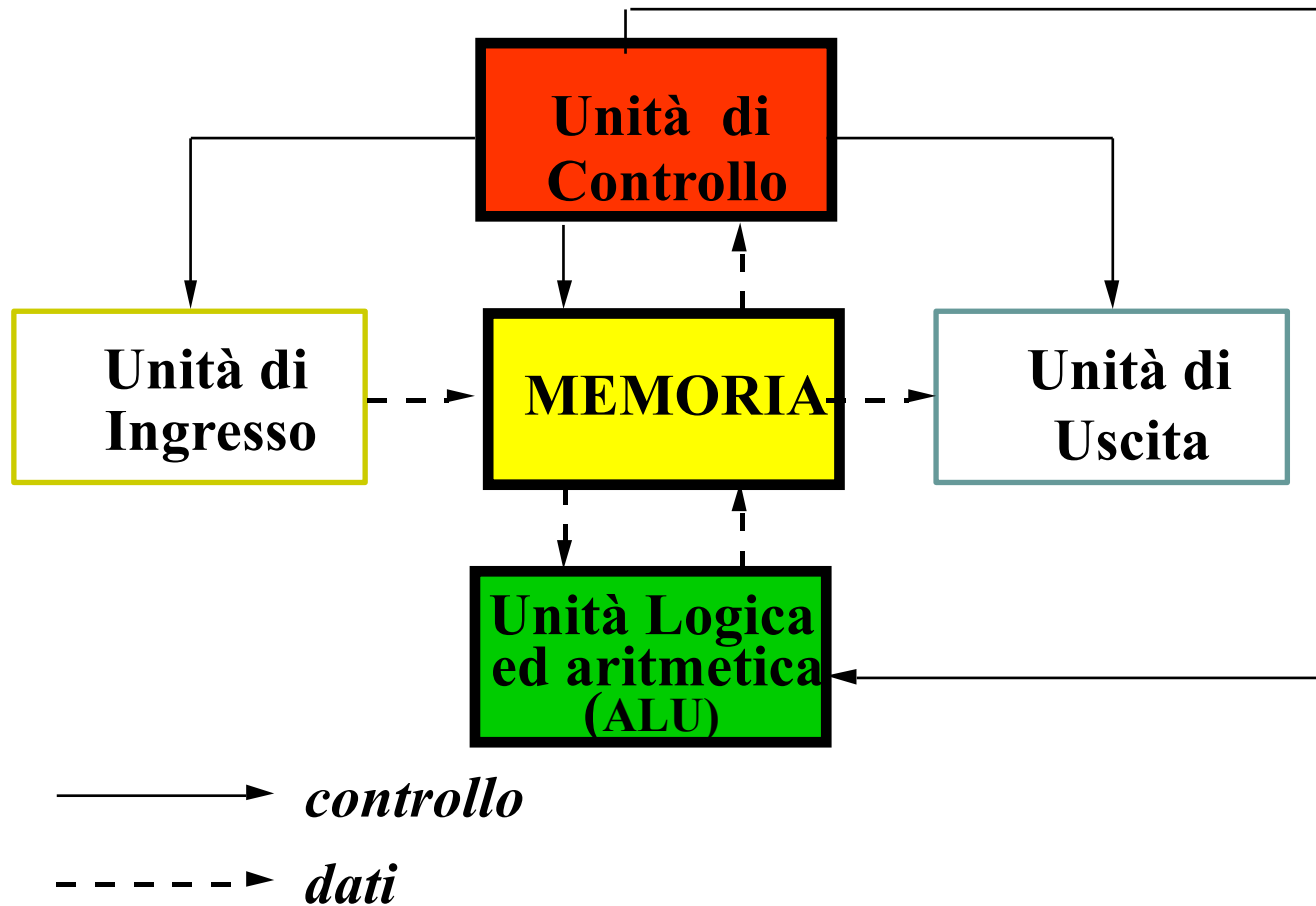 Unità di
Controllo
Unità di
Ingresso
MEMORIA
Unità di
Uscita
Unità Logica
ed aritmetica
(ALU)
controllo
dati